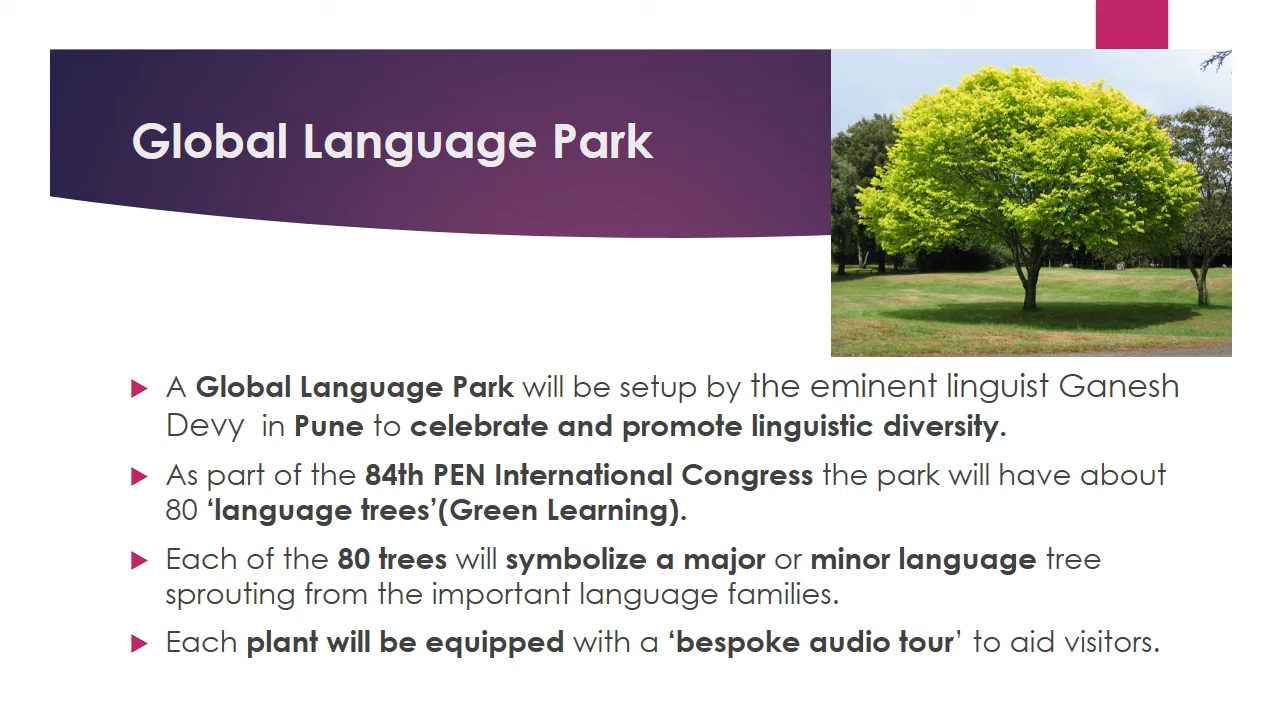 Global Language Park
A Global Language Park will be setup by the eminent linguist Ganesh
Devy in Pune to celebrate and promote linguistic diversity.
As part of the 84th PEN International Congress the park will have about
80 ‘language trees’(Green Learning).
Each of the 80 trees will symbolize a major or minor language tree
sprouting from the important language families.
Each plant will be equipped with a ‘bespoke audio tour’ to aid visitors.